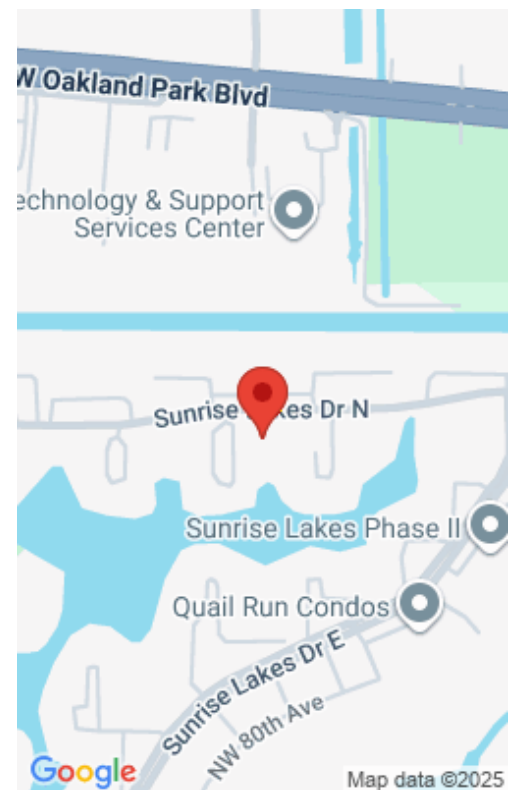 W Oakland Park Blvd
echnology & Support
Services Center
Sunrise Lakes Dr N
Sunrise Lakes Phase II
Quail Run Condos
Sunrise Lakes Dr E
NW 80th Ave
Google
Map data ©2025